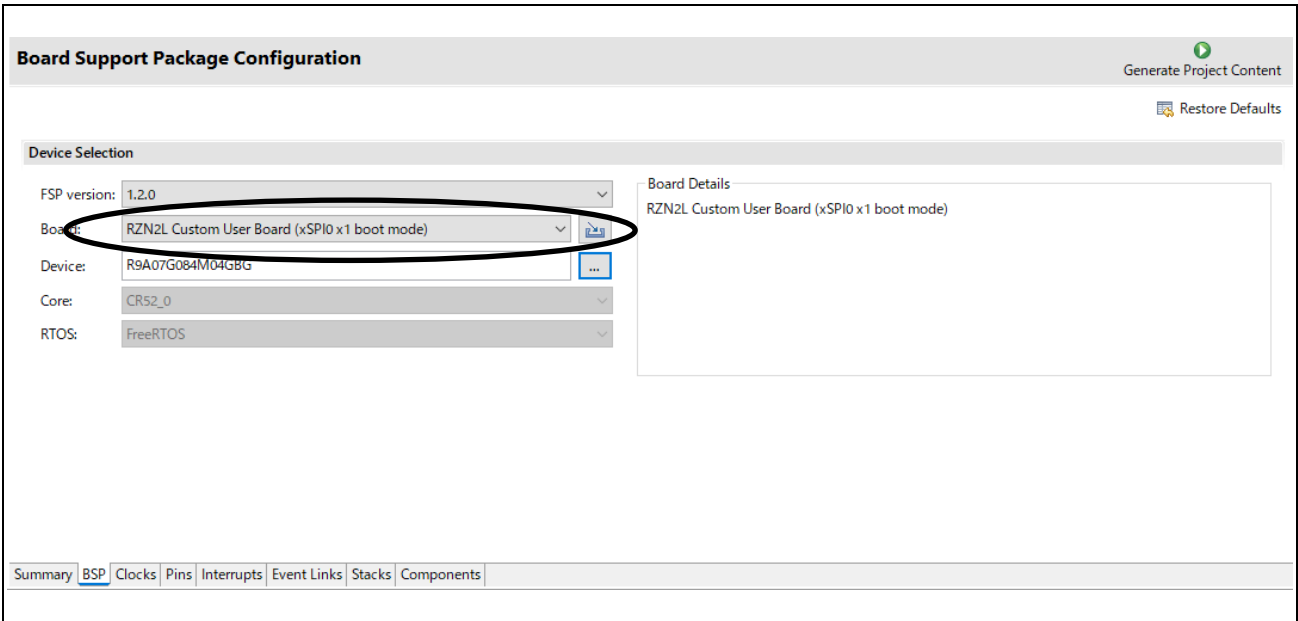 Board Support Package Configuration
Generate Project Content
Restore Defaults
Device Selection
FSP version: 1.2.0
Board: RZN2L Custom User Board (xSPI0 x1 boot mode)
Device: R9A07G084M04GBG
...
Core: CR52_0
RTOS: FreeRTOS
Board Details
RZN2L Custom User Board (xSPI0 x1 boot mode)
Summary BSP Clocks Pins Interrupts Event Links Stacks Components